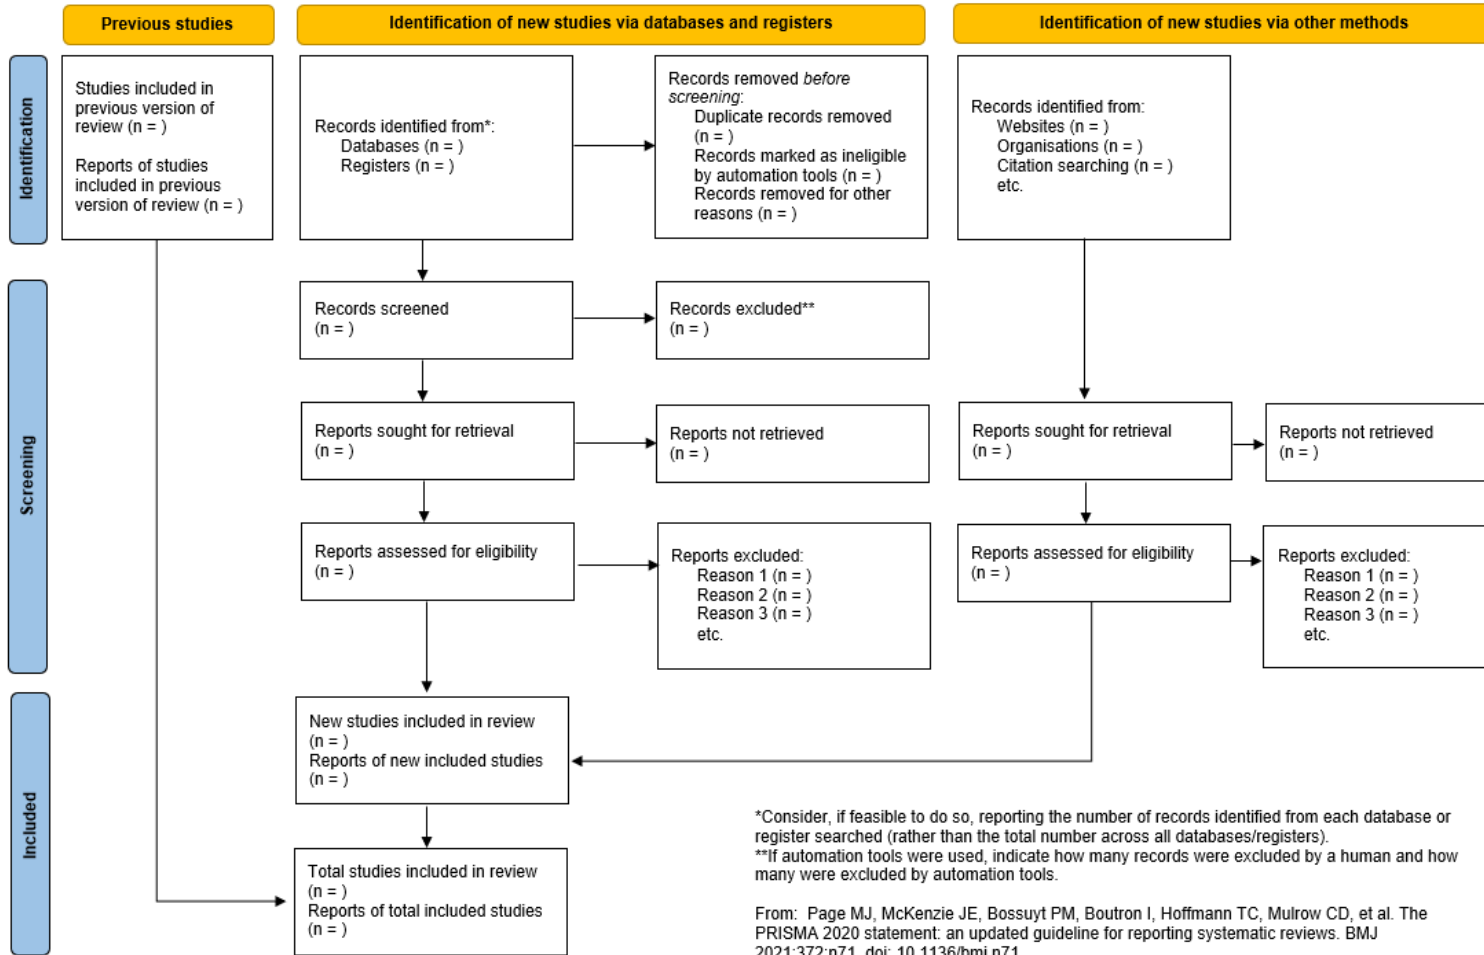 Previous studies
Identification of new studies via databases and registers
Identification of new studies via other methods
Identification
Studies included in
previous version of
review (n = )
Reports of studies
included in previous
version of review (n = )
Records identified from*:
Databases (n = )
Registers (n = )
Records removed before
screening:
Duplicate records removed
(n = )
Records marked as ineligible
by automation tools (n = )
Records removed for other
reasons (n = )
Records identified from:
Websites (n = )
Organisations (n = )
Citation searching (n = )
etc.
Screening
Records screened
(n = )
Records excluded**
(n = )
Reports sought for retrieval
(n = )
Reports not retrieved
(n = )
Reports sought for retrieval
(n = )
Reports not retrieved
(n = )
Reports assessed for eligibility
(n = )
Reports excluded:
Reason 1 (n = )
Reason 2 (n = )
Reason 3 (n = )
etc.
Reports assessed for eligibility
(n = )
Reports excluded:
Reason 1 (n = )
Reason 2 (n = )
Reason 3 (n = )
etc.
Included
New studies included in review
(n = )
Reports of new included studies
(n = )
Total studies included in review
(n = )
Reports of total included studies
(n = )
*Consider, if feasible to do so, reporting the number of records identified from each database or
register searched (rather than the total number across all databases/registers).
**If automation tools were used, indicate how many records were excluded by a human and how
many were excluded by automation tools.
From: Page MJ, McKenzie JE, Bossuyt PM, Boutron I, Hoffmann TC, Mulrow CD, et al. The
PRISMA 2020 statement: an updated guideline for reporting systematic reviews. BMJ
2021;372:n71. doi: 10.1136/bmj.n71